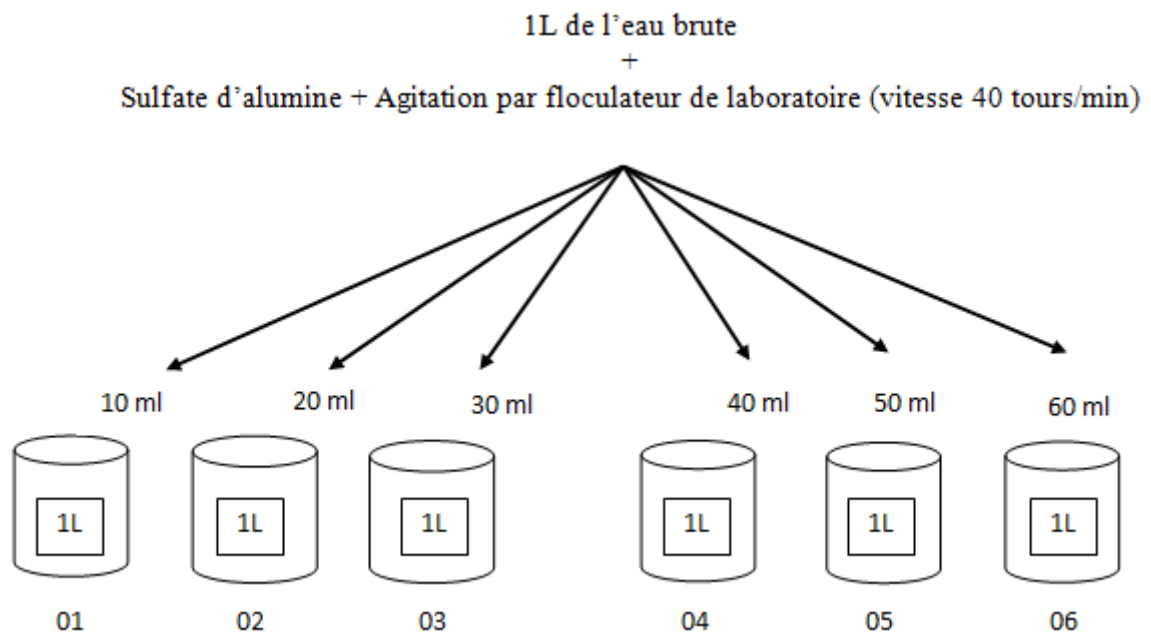 1L de l'eau brute
+
Sulfate d'alumine + Agitation par floculateur de laboratoire (vitesse 40 tours/min)
10 ml 20 ml 30 ml 40 ml 50 ml 60 ml
1L 1L 1L 1L 1L 1L
01 02 03 04 05 06